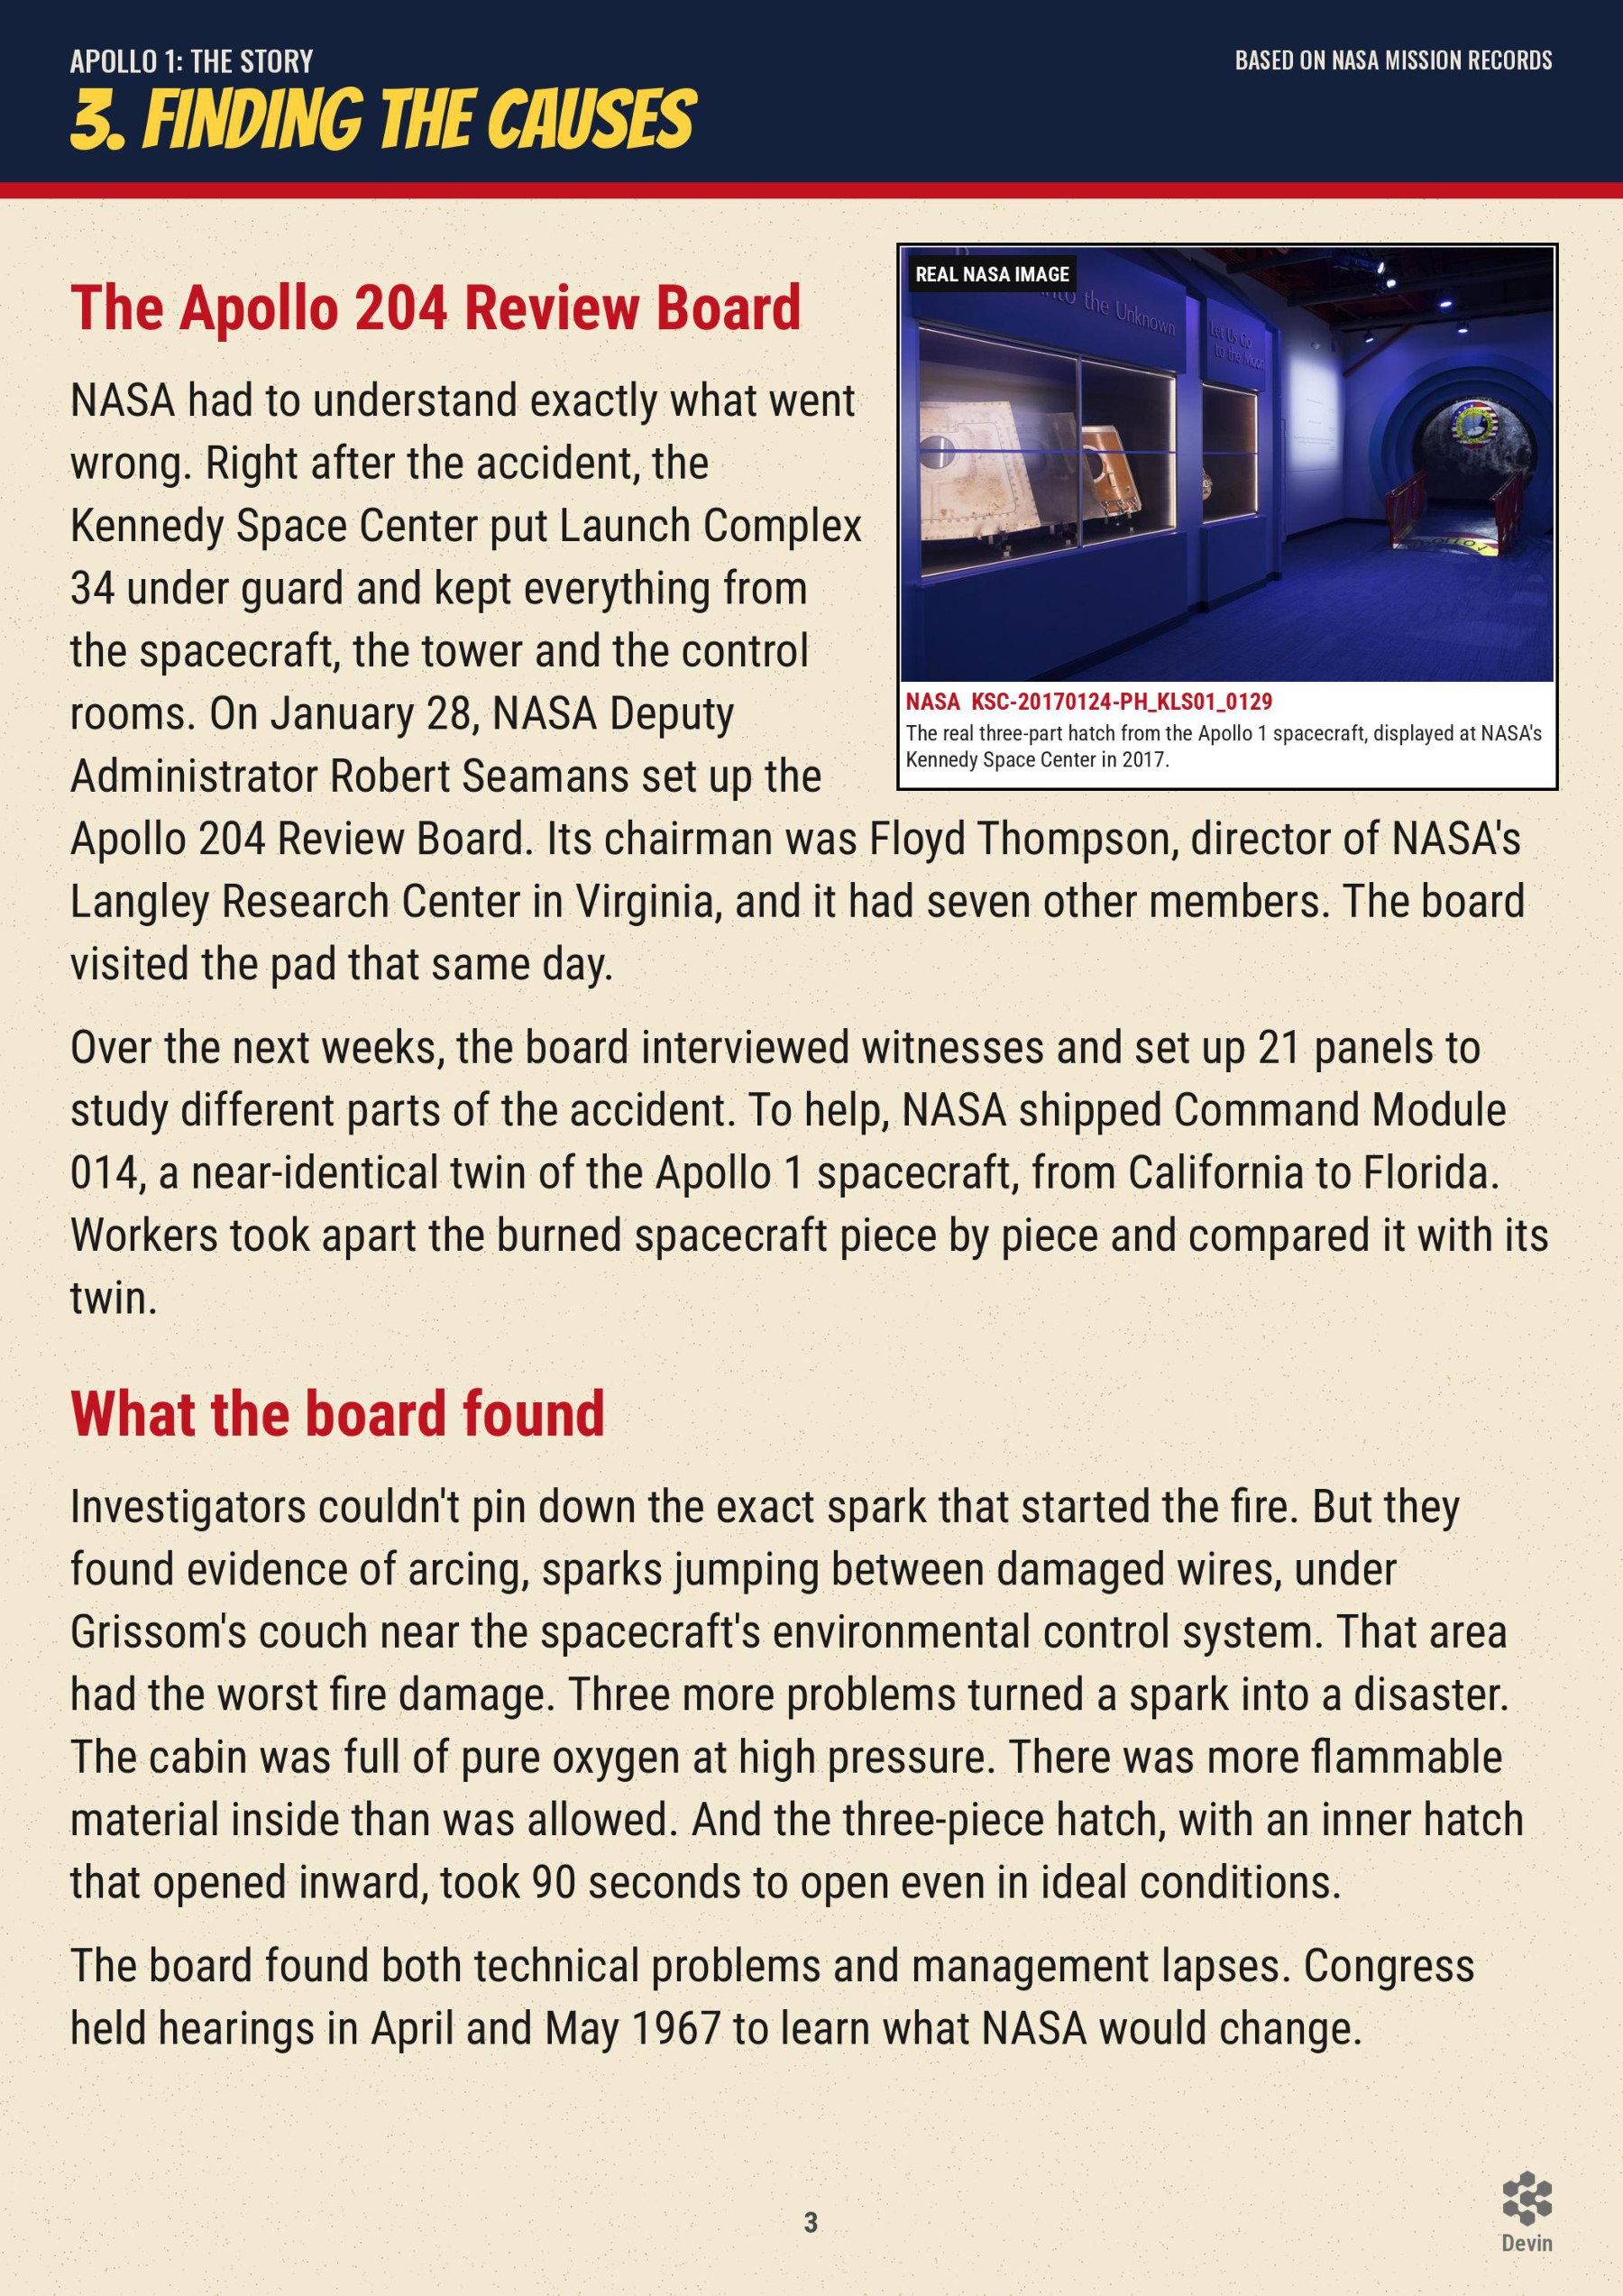 APOLLO 1: THE STORY
BASED ON NASA MISSION RECORDS
3. FINDING THE CAUSES
The Apollo 204 Review Board
NASA had to understand exactly what went
wrong. Right after the accident, the
Kennedy Space Center put Launch Complex
34 under guard and kept everything from
the spacecraft, the tower and the control
rooms. On January 28, NASA Deputy
Administrator Robert Seamans set up the
Apollo 204 Review Board. Its chairman was Floyd Thompson, director of NASA's
Langley Research Center in Virginia, and it had seven other members. The board
visited the pad that same day.
REAL NASA IMAGE
into the Unknown
Let Us Go
to the Moon
APOLLO 1
NASA KSC-20170124-PH_KLS01_0129
The real three-part hatch from the Apollo 1 spacecraft, displayed at NASA's
Kennedy Space Center in 2017.
Over the next weeks, the board interviewed witnesses and set up 21 panels to
study different parts of the accident. To help, NASA shipped Command Module
014, a near-identical twin of the Apollo 1 spacecraft, from California to Florida.
Workers took apart the burned spacecraft piece by piece and compared it with its
twin.
What the board found
Investigators couldn't pin down the exact spark that started the fire. But they
found evidence of arcing, sparks jumping between damaged wires, under
Grissom's couch near the spacecraft's environmental control system. That area
had the worst fire damage. Three more problems turned a spark into a disaster.
The cabin was full of pure oxygen at high pressure. There was more flammable
material inside than was allowed. And the three-piece hatch, with an inner hatch
that opened inward, took 90 seconds to open even in ideal conditions.
The board found both technical problems and management lapses. Congress
held hearings in April and May 1967 to learn what NASA would change.
3
Devin